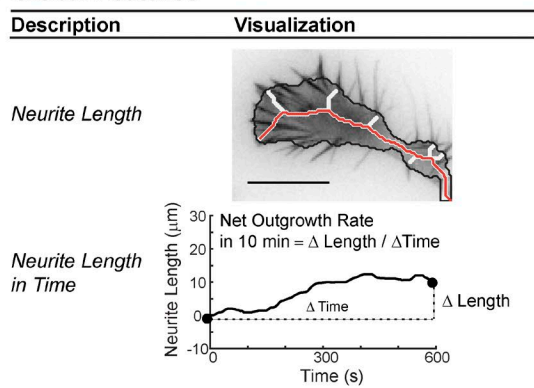 Description Visualization
Neurite Length
Neurite Length
in Time
Net Outgrowth Rate
in 10 min = Δ Length / ΔTime
Neurite Length (μm)
30
20
10
0
-10
Δ Time
Δ Length
0 300 600
Time (s)